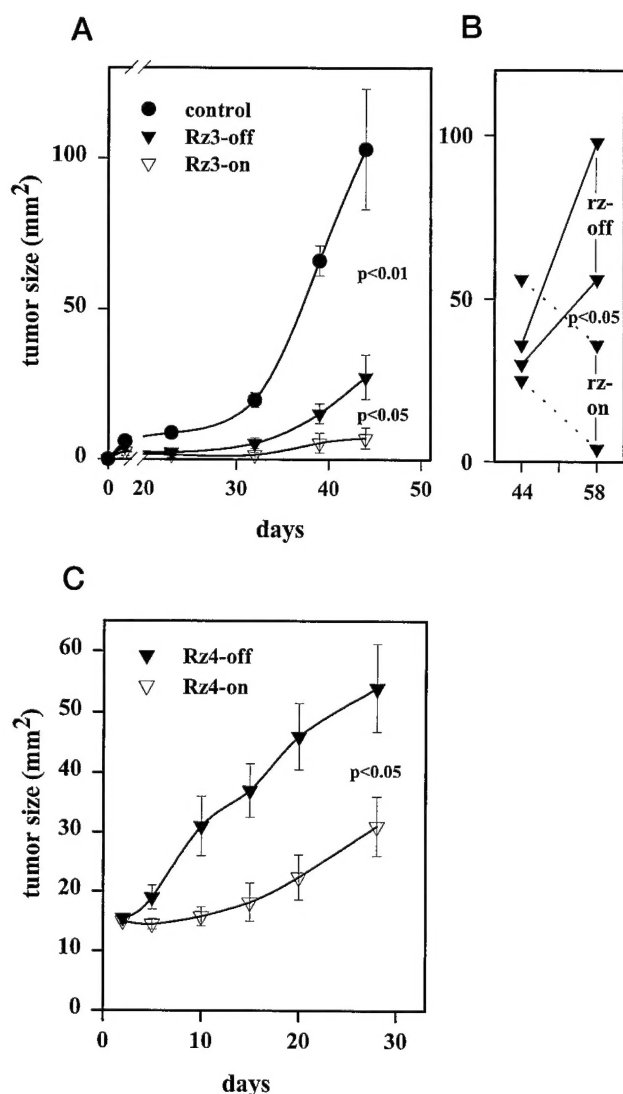 A
B
control
Rz3-off
Rz3-on
100
50
0
tumor size (mm²)
p<0.01
p<0.05
0 20 30 40 50
days
100
50
0
rz-
off
p<0.05
rz-
on
44 58
C
60
50
40
30
20
10
0
tumor size (mm²)
Rz4-off
Rz4-on
p<0.05
0 10 20 30
days